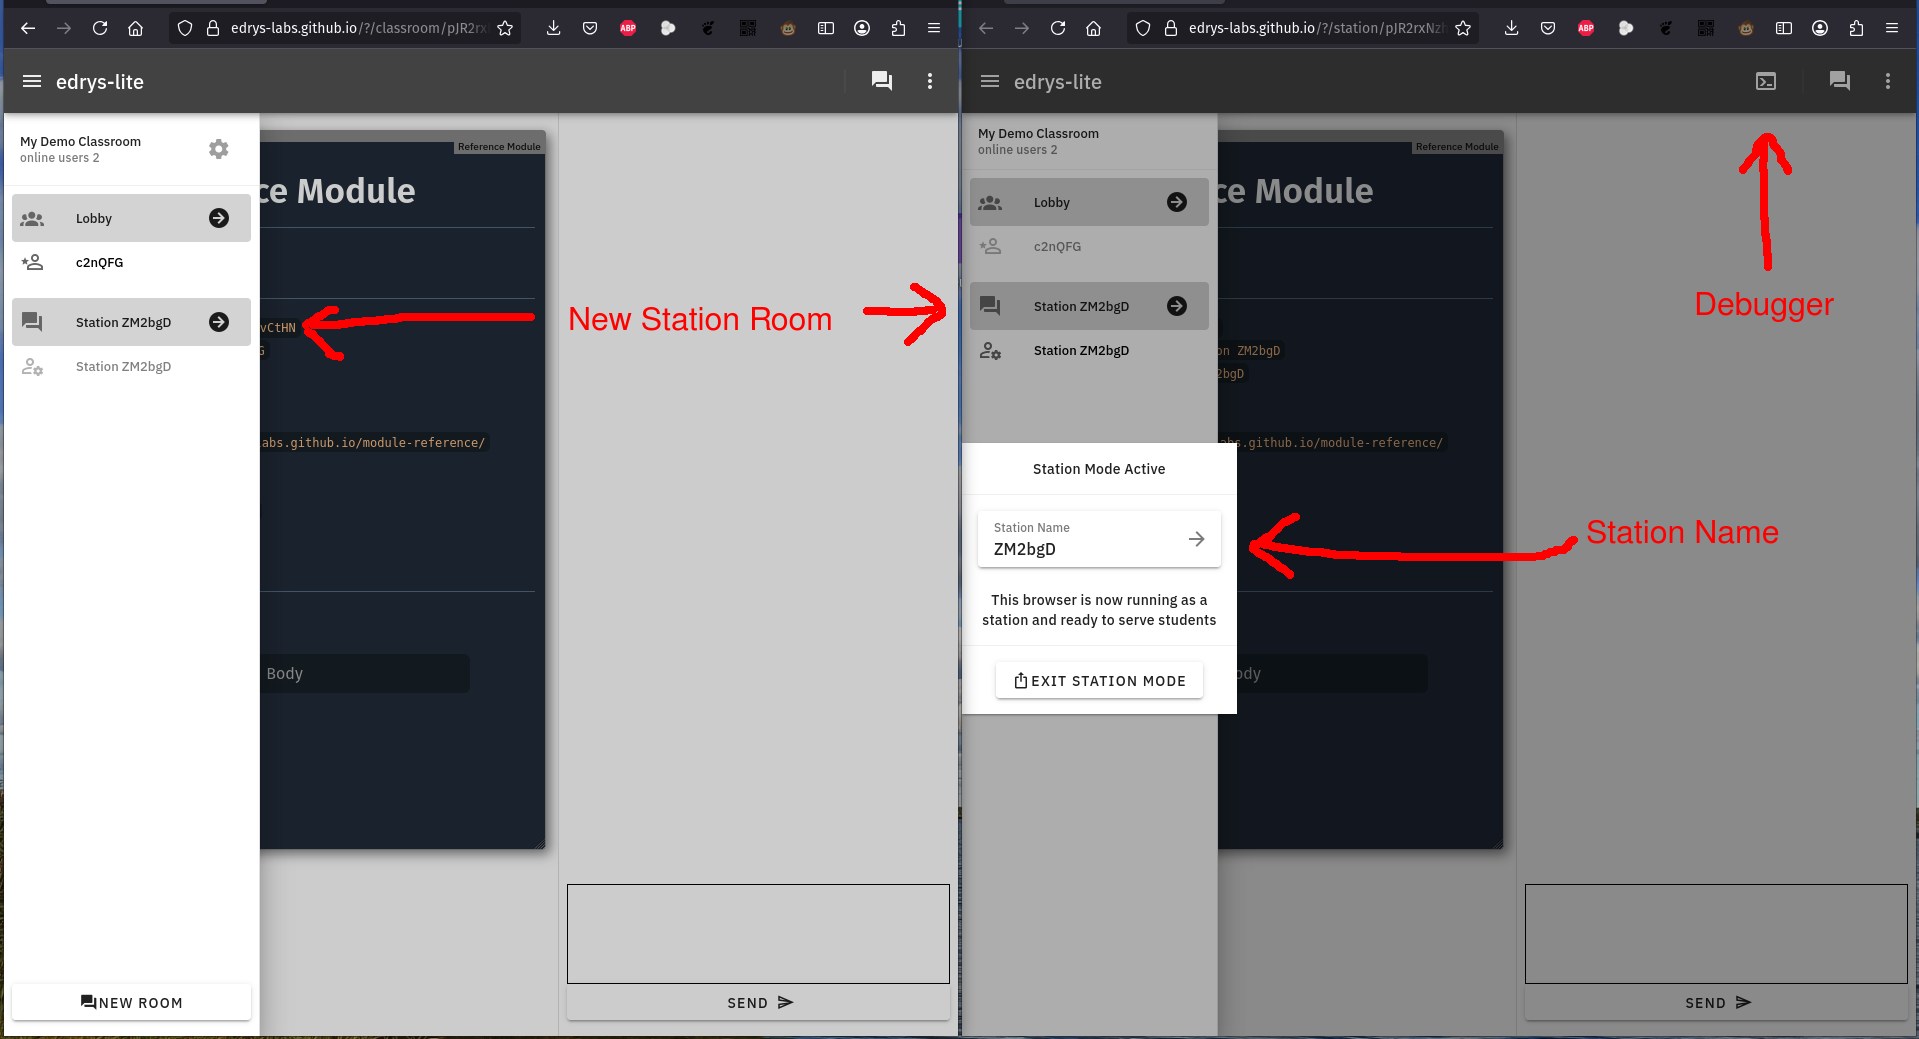 edrys-labs.github.io/?/classroom/pJR2rx
edrys-lite
My Demo Classroom
online users 2
Lobby
c2nQFG
Station ZM2bgD
Station ZM2bgD
NEW ROOM
Reference Module
ce Module
vCtHN
G
abs.github.io/module-reference/
Body
SEND
New Station Room
edrys-labs.github.io/?/station/pJR2rxNz
edrys-lite
My Demo Classroom
online users 2
Lobby
c2nQFG
Station ZM2bgD
Station ZM2bgD
Station Mode Active
Station Name
ZM2bgD
This browser is now running as a
station and ready to serve students
EXIT STATION MODE
Reference Module
ce Module
on ZM2bgD
2bgD
abs.github.io/module-reference/
ody
SEND
Debugger
Station Name
ABP
ABP